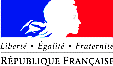 Liberté • Égalité • Fraternité
RÉPUBLIQUE FRANÇAISE